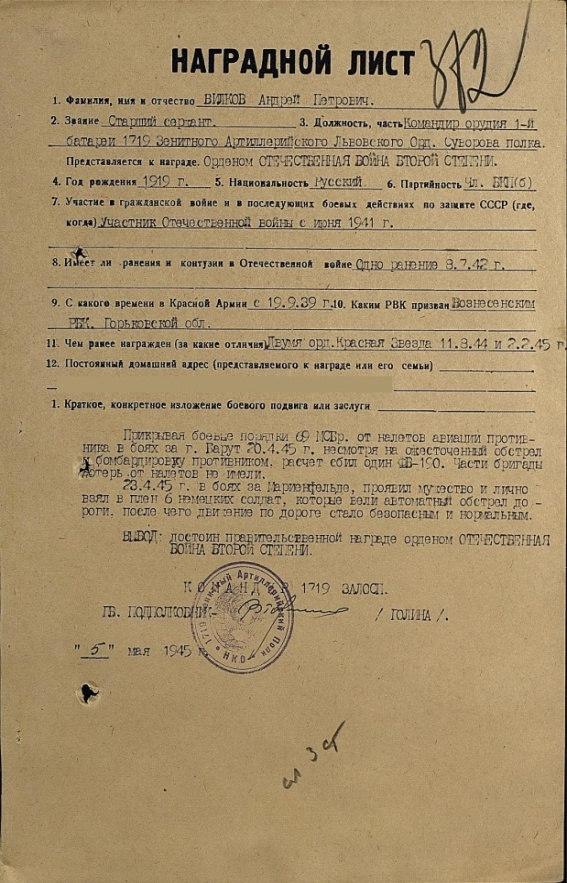 НАГРАДНОЙ ЛИСТ
1. Фамилия, имя и отчество ВИЛКОВ Андрей Петрович.
2. Звание Старший сержант. 3. Должность, часть Командир орудия 1-й
батареи 1719 Зенитного Артиллерийского Львовского Орд. Суворова полка.
Представляется к награде. Орденом ОТЕЧЕСТВЕННАЯ ВОЙНА ВТОРОЙ СТЕПЕНИ.
4. Год рождения 1919 г. 5. Национальность Русский 6. Партийность Чл. ВКП(б)
7. Участие в гражданской войне и в последующих боевых действиях по защите СССР (где,
когда) Участник Отечественной войны с июня 1941 г.
8. Имеет ли ранения и контузии в Отечественной войне Одно ранение 8.7.42 г.
9. С какого времени в Красной Армии с 19.9.39 г. 10. Каким РВК призван Вознесенским
РВК, Горьковской обл.
11. Чем ранее награжден (за какие отличия) Двумя орд. Красная Звезда 11.8.44 и 2.2.45 г.
12. Постоянный домашний адрес (представляемого к награде или его семьи)
1. Краткое, конкретное изложение боевого подвига или заслуги
Прикрывая боевые порядки 69 МСБр. от налетов авиации против-
ника в боях за г. Барут 20.4.45 г. несмотря на ожесточенный обстрел
и бомбардировку противником, расчет сбил один ФВ-190. Части бригады
потерь от налетов не имели.
28.4.45 г. в боях за Мариенфельде, проявил мужество и лично
взял в плен 6 немецких солдат, которые вели автоматный обстрел до-
роги, после чего движение по дороге стало безопасным и нормальным.
ВЫВОД: достоин правительственной награде орденом ОТЕЧЕСТВЕННАЯ
ВОЙНА ВТОРОЙ СТЕПЕНИ.
1719 ЗАЛОСП.
ГВ. ПОДПОЛКОВНИК- / ГОЛИНА /.
"5" мая 1945 г.
1719 Зенитный Артиллерийский Полк * НКО *